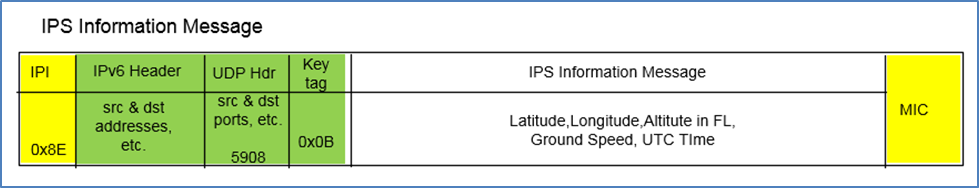 IPS Information Message
IPI
IPv6 Header
UDP Hdr
Key
tag
IPS Information Message
MIC
0x8E
src & dst
addresses,
etc.
src & dst
ports, etc.
5908
0x0B
Latitude,Longitude,Altitute in FL,
Ground Speed, UTC TIme